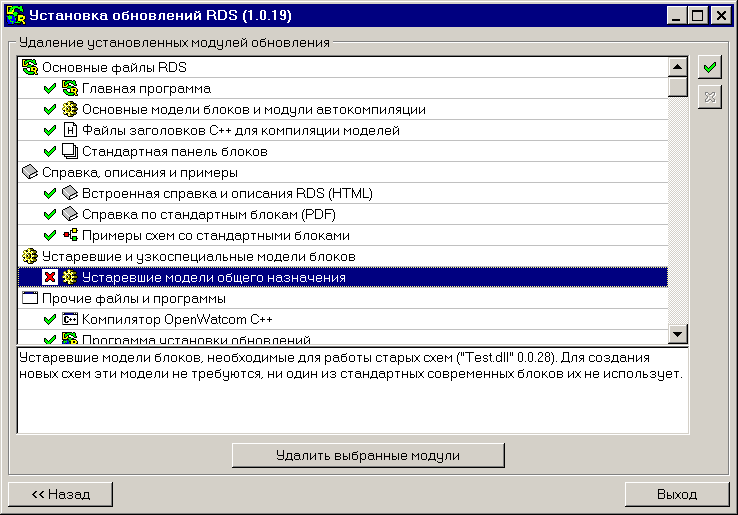 Установка обновлений RDS (1.0.19)
Удаление установленных модулей обновления
Основные файлы RDS
Главная программа
Основные модели блоков и модули автокомпиляции
Файлы заголовков C++ для компиляции моделей
Стандартная панель блоков
Справка, описания и примеры
Встроенная справка и описания RDS (HTML)
Справка по стандартным блокам (PDF)
Примеры схем со стандартными блоками
Устаревшие и узкоспециальные модели блоков
Устаревшие модели общего назначения
Прочие файлы и программы
Компилятор OpenWatcom C++
Программа установки обновлений
Устаревшие модели блоков, необходимые для работы старых схем ("Test.dll" 0.0.28). Для создания
новых схем эти модели не требуются, ни один из стандартных современных блоков их не использует.
Удалить выбранные модули
<< Назад
Выход